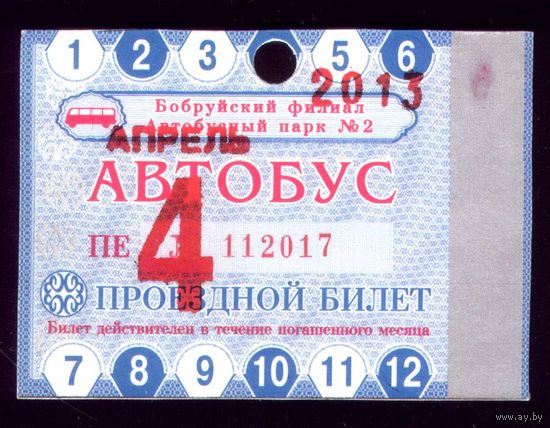 1 2 3 5 6
2013
Бобруйский филиал
Автобусный парк №2
АПРЕЛЬ
АВТОБУС
4
ПЕ 112017
ПРОЕЗДНОЙ БИЛЕТ
Билет действителен в течение погашенного месяца
7 8 9 10 11 12
www.ay.by